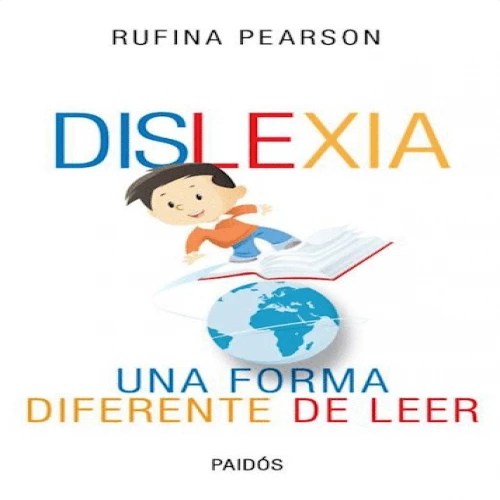 RUFINA PEARSON
DISLEXIA
UNA FORMA
DIFERENTE DE LEER
PAIDÓS